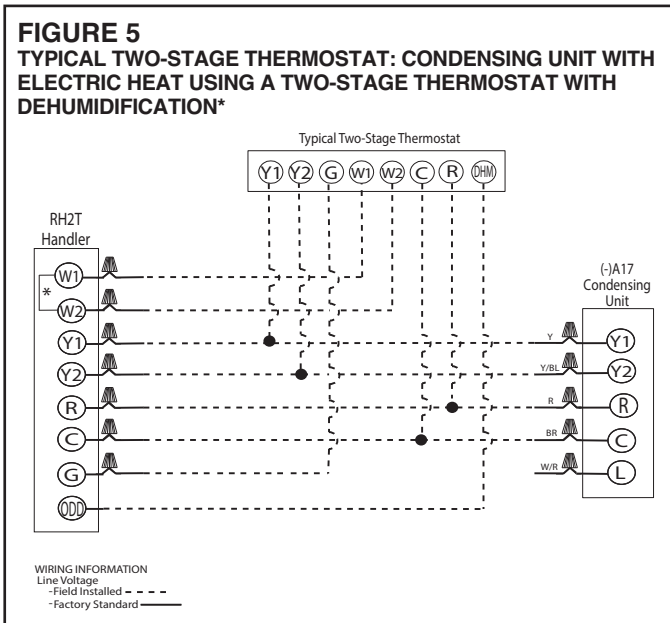 FIGURE 5
TYPICAL TWO-STAGE THERMOSTAT: CONDENSING UNIT WITH
ELECTRIC HEAT USING A TWO-STAGE THERMOSTAT WITH
DEHUMIDIFICATION*
Typical Two-Stage Thermostat
Y1 Y2 G W1 W2 C R DHM
RH2T
Handler
W1
*
W2
Y1
Y2
R
C
G
ODD
(-)A17
Condensing
Unit
Y Y1
Y/BL Y2
R R
BR C
W/R L
WIRING INFORMATION
Line Voltage
-Field Installed
-Factory Standard